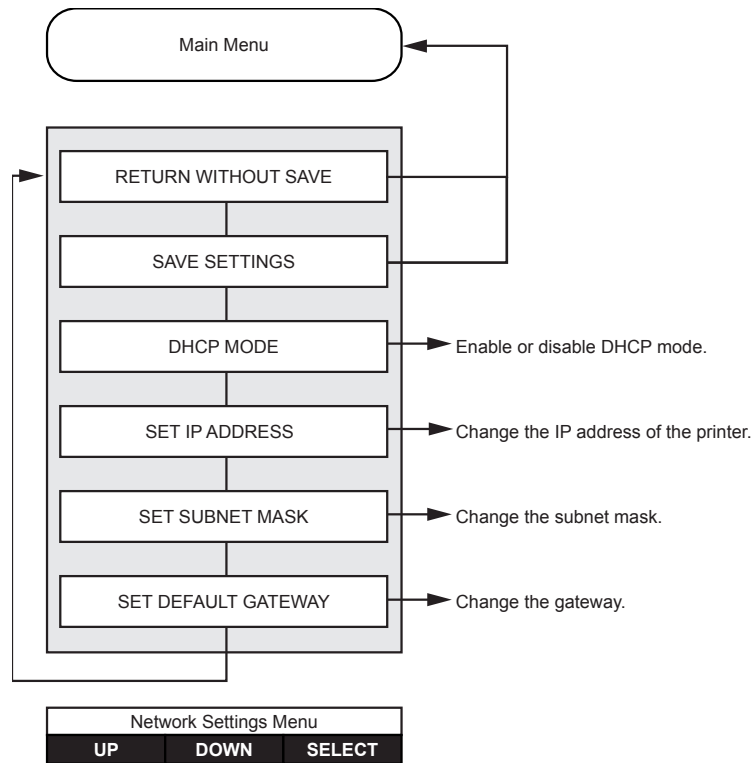 Main Menu
RETURN WITHOUT SAVE
SAVE SETTINGS
DHCP MODE
Enable or disable DHCP mode.
SET IP ADDRESS
Change the IP address of the printer.
SET SUBNET MASK
Change the subnet mask.
SET DEFAULT GATEWAY
Change the gateway.
Network Settings Menu
UP DOWN SELECT